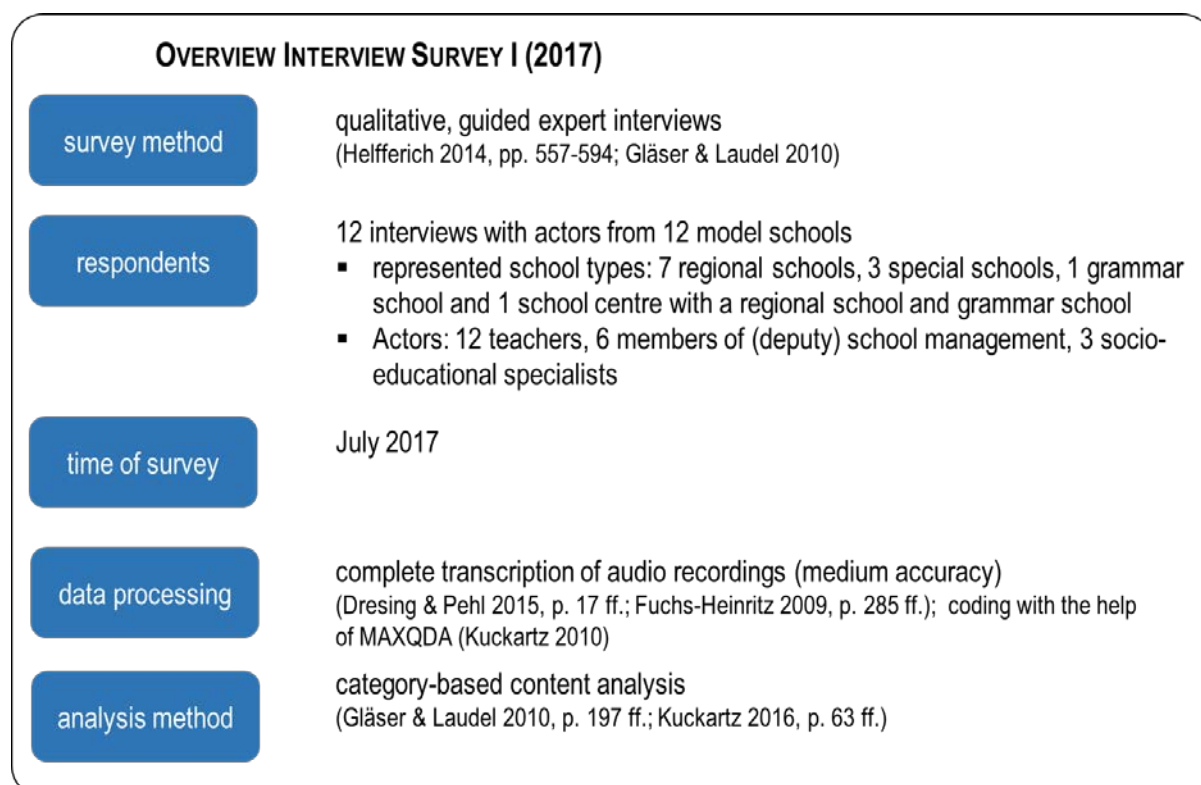 OVERVIEW INTERVIEW SURVEY I (2017)
survey method
qualitative, guided expert interviews
(Helfferich 2014, pp. 557-594; Gläser & Laudel 2010)
respondents
12 interviews with actors from 12 model schools
▪ represented school types: 7 regional schools, 3 special schools, 1 grammar
school and 1 school centre with a regional school and grammar school
▪ Actors: 12 teachers, 6 members of (deputy) school management, 3 socio-
educational specialists
time of survey
July 2017
data processing
complete transcription of audio recordings (medium accuracy)
(Dresing & Pehl 2015, p. 17 ff.; Fuchs-Heinritz 2009, p. 285 ff.); coding with the help
of MAXQDA (Kuckartz 2010)
analysis method
category-based content analysis
(Gläser & Laudel 2010, p. 197 ff.; Kuckartz 2016, p. 63 ff.)